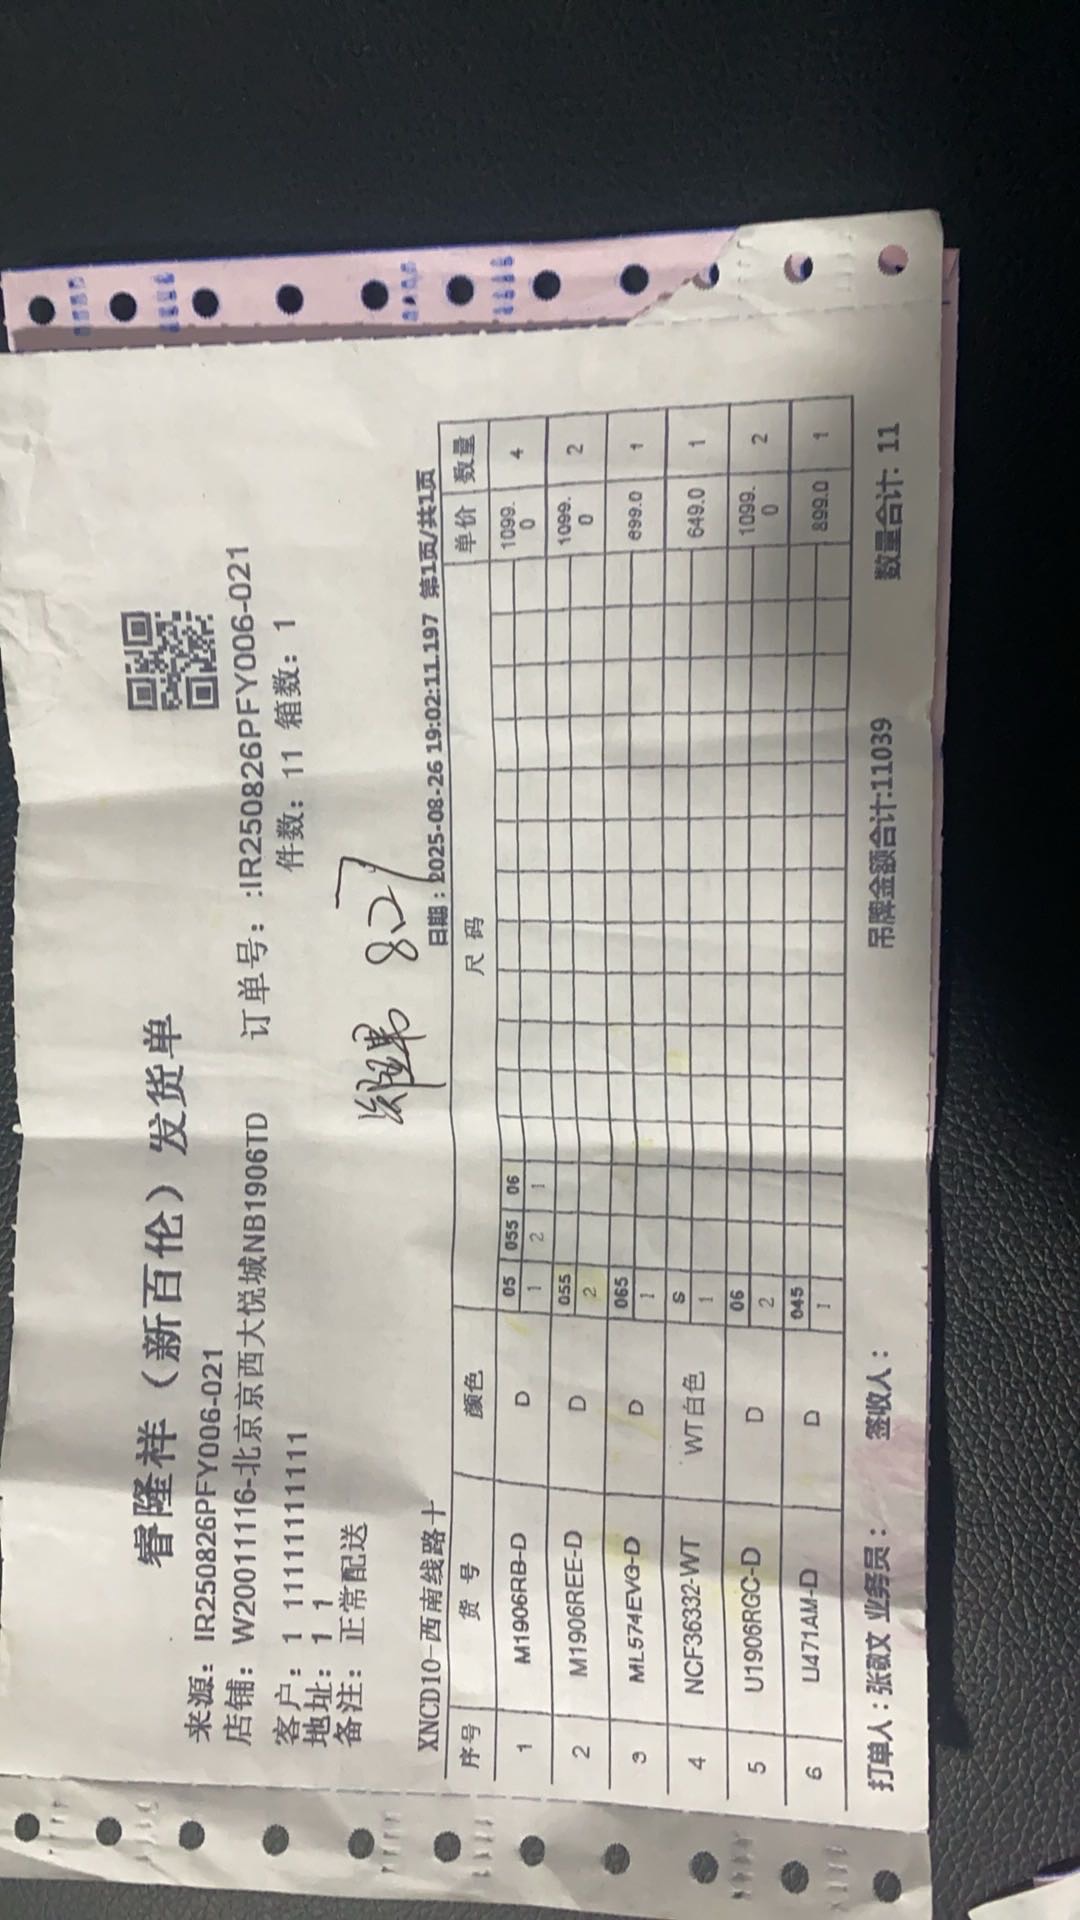 睿隆祥（新百伦）发货单
来源：IR250826PFY006-021
店铺：W20011116-北京京西大悦城NB1906TD 订单号：:IR250826PFY006-021
客户：1 11111111111 件数：11 箱数：1
地址：1 1
备注：正常配送
8.27
XNCD10-西南线路十 日期：2025-08-26 19:02:11.197 第1页/共1页
序号 货号 颜色 尺码 单价 数量
1 M1906RB-D D 05 055 06 1099.0 4
1 2 1
2 M1906REE-D D 055 1099.0 2
2
3 ML574EVG-D D 065 699.0 1
1
4 NCF36332-WT WT白色 S 649.0 1
1
5 U1906RGC-D D 06 1099.0 2
2
6 U471AM-D D 045 899.0 1
1
打单人：张敬文 业务员： 签收人： 吊牌金额合计:11039 数量合计: 11